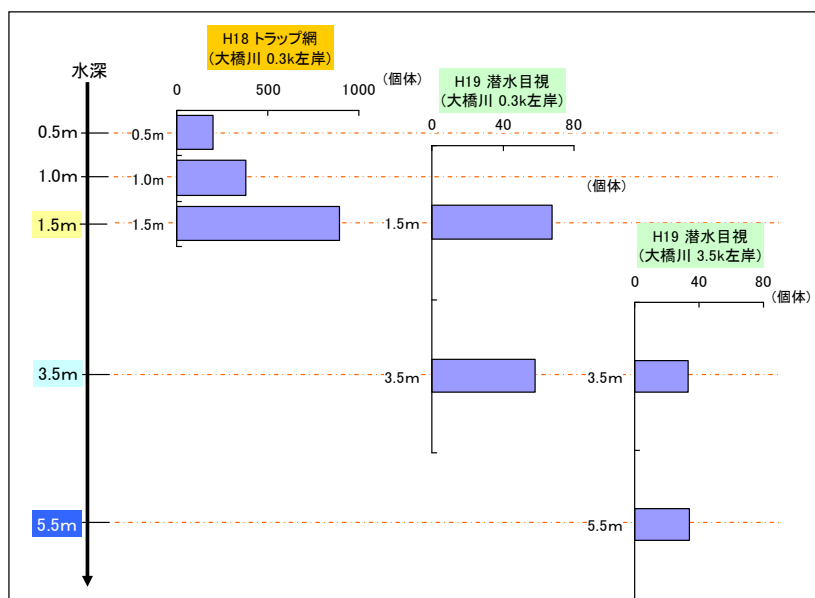 H18 トラップ網
(大橋川 0.3k左岸)
水深
0
500
1000
(個体)
H19 潜水目視
(大橋川 0.3k左岸)
0
40
80
(個体)
0.5m
0.5m
1.0m
1.0m
1.5m
1.5m
1.5m
H19 潜水目視
(大橋川 3.5k左岸)
0
40
80
(個体)
3.5m
3.5m
3.5m
5.5m
5.5m